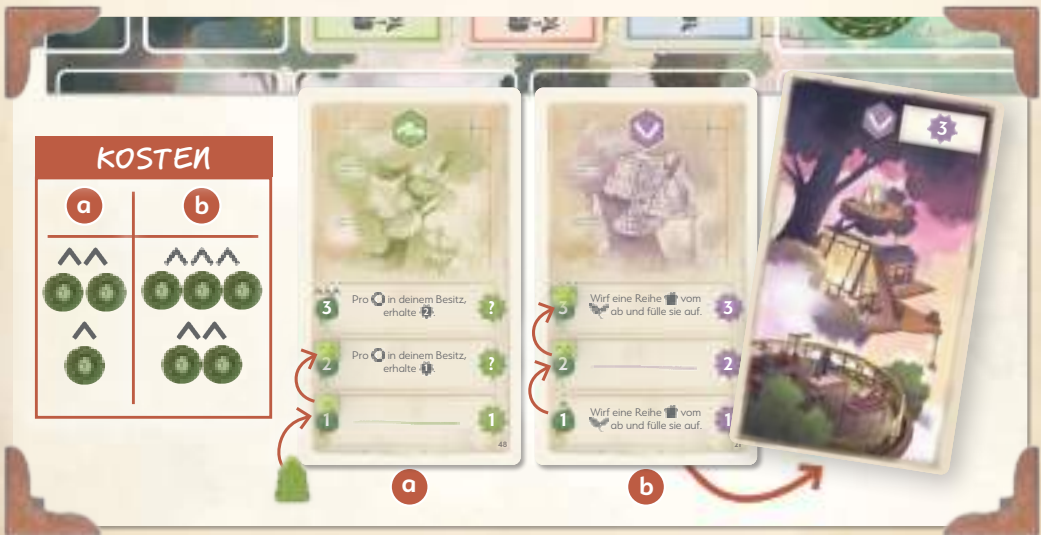 KOSTEN
a
b
3
3 Pro in deinem Besitz, ?
erhalte 2.
2 Pro in deinem Besitz, ?
erhalte 1.
1 1
48
3 Wirf eine Reihe vom 3
ab und fülle sie auf.
2 2
1 Wirf eine Reihe vom 1
ab und fülle sie auf.
a
b